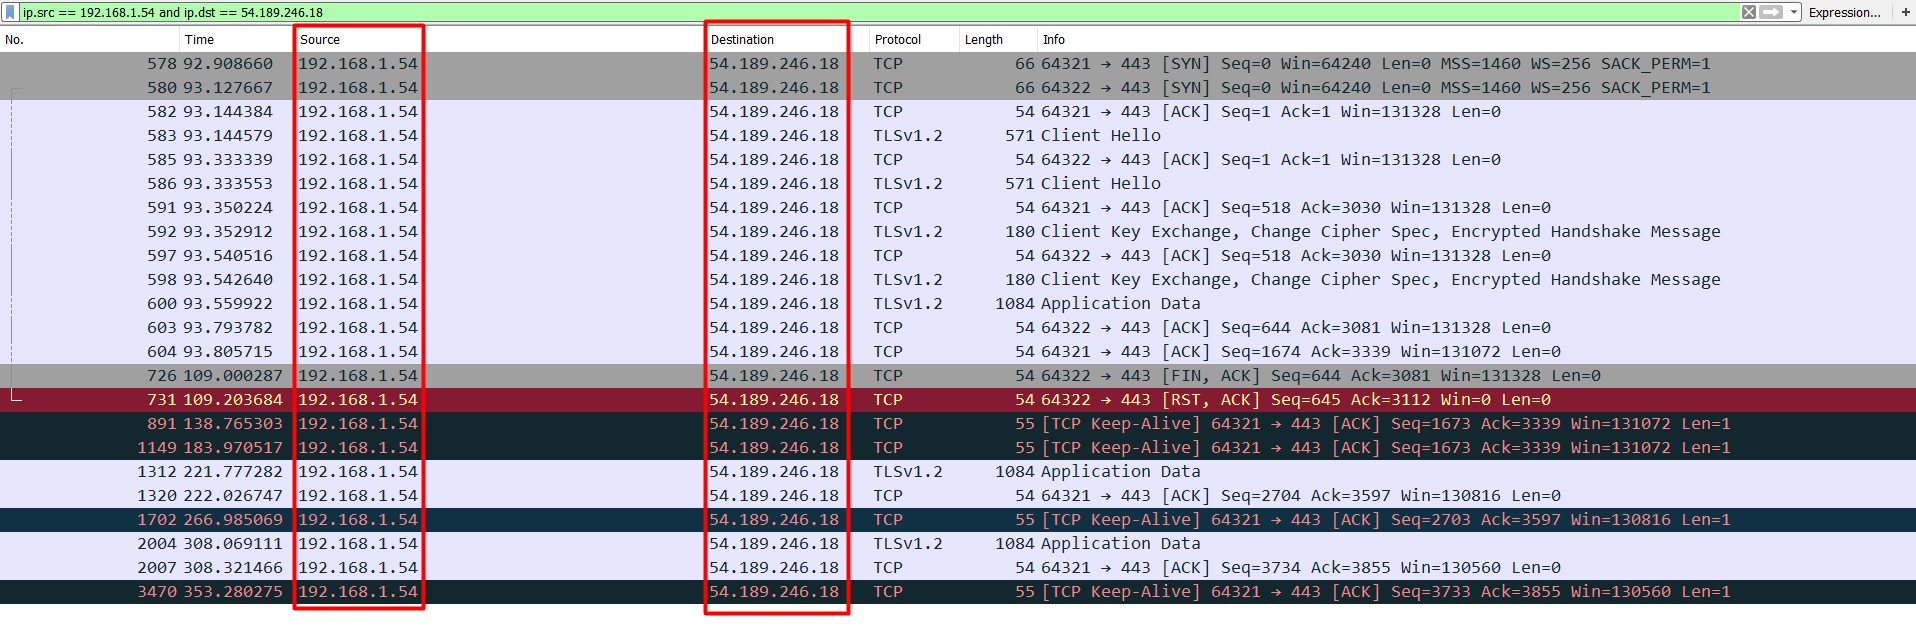 ip.src == 192.168.1.54 and ip.dst == 54.189.246.18 Expression... +
No. Time Source Destination Protocol Length Info
578 92.908660 192.168.1.54 54.189.246.18 TCP 66 64321 → 443 [SYN] Seq=0 Win=64240 Len=0 MSS=1460 WS=256 SACK_PERM=1
580 93.127667 192.168.1.54 54.189.246.18 TCP 66 64322 → 443 [SYN] Seq=0 Win=64240 Len=0 MSS=1460 WS=256 SACK_PERM=1
582 93.144384 192.168.1.54 54.189.246.18 TCP 54 64321 → 443 [ACK] Seq=1 Ack=1 Win=131328 Len=0
583 93.144579 192.168.1.54 54.189.246.18 TLSv1.2 571 Client Hello
585 93.333339 192.168.1.54 54.189.246.18 TCP 54 64322 → 443 [ACK] Seq=1 Ack=1 Win=131328 Len=0
586 93.333553 192.168.1.54 54.189.246.18 TLSv1.2 571 Client Hello
591 93.350224 192.168.1.54 54.189.246.18 TCP 54 64321 → 443 [ACK] Seq=518 Ack=3030 Win=131328 Len=0
592 93.352912 192.168.1.54 54.189.246.18 TLSv1.2 180 Client Key Exchange, Change Cipher Spec, Encrypted Handshake Message
597 93.540516 192.168.1.54 54.189.246.18 TCP 54 64322 → 443 [ACK] Seq=518 Ack=3030 Win=131328 Len=0
598 93.542640 192.168.1.54 54.189.246.18 TLSv1.2 180 Client Key Exchange, Change Cipher Spec, Encrypted Handshake Message
600 93.559922 192.168.1.54 54.189.246.18 TLSv1.2 1084 Application Data
603 93.793782 192.168.1.54 54.189.246.18 TCP 54 64322 → 443 [ACK] Seq=644 Ack=3081 Win=131328 Len=0
604 93.805715 192.168.1.54 54.189.246.18 TCP 54 64321 → 443 [ACK] Seq=1674 Ack=3339 Win=131072 Len=0
726 109.000287 192.168.1.54 54.189.246.18 TCP 54 64322 → 443 [FIN, ACK] Seq=644 Ack=3081 Win=131328 Len=0
731 109.203684 192.168.1.54 54.189.246.18 TCP 54 64322 → 443 [RST, ACK] Seq=645 Ack=3112 Win=0 Len=0
891 138.765303 192.168.1.54 54.189.246.18 TCP 55 [TCP Keep-Alive] 64321 → 443 [ACK] Seq=1673 Ack=3339 Win=131072 Len=1
1149 183.970517 192.168.1.54 54.189.246.18 TCP 55 [TCP Keep-Alive] 64321 → 443 [ACK] Seq=1673 Ack=3339 Win=131072 Len=1
1312 221.777282 192.168.1.54 54.189.246.18 TLSv1.2 1084 Application Data
1320 222.026747 192.168.1.54 54.189.246.18 TCP 54 64321 → 443 [ACK] Seq=2704 Ack=3597 Win=130816 Len=0
1702 266.985069 192.168.1.54 54.189.246.18 TCP 55 [TCP Keep-Alive] 64321 → 443 [ACK] Seq=2703 Ack=3597 Win=130816 Len=1
2004 308.069111 192.168.1.54 54.189.246.18 TLSv1.2 1084 Application Data
2007 308.321466 192.168.1.54 54.189.246.18 TCP 54 64321 → 443 [ACK] Seq=3734 Ack=3855 Win=130560 Len=0
3470 353.280275 192.168.1.54 54.189.246.18 TCP 55 [TCP Keep-Alive] 64321 → 443 [ACK] Seq=3733 Ack=3855 Win=130560 Len=1